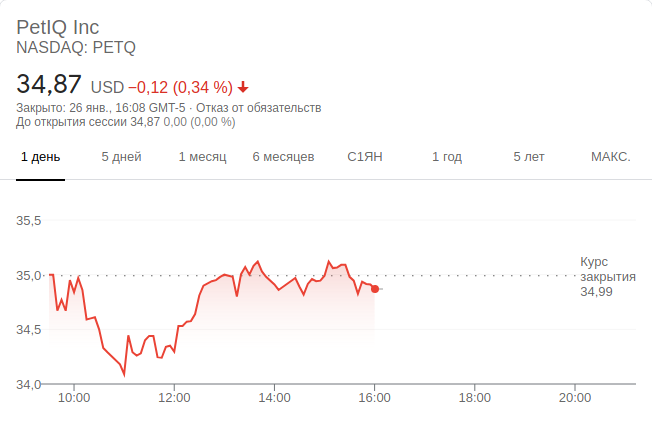 PetIQ Inc
NASDAQ: PETQ
34,87 USD −0,12 (0,34 %)
Закрыто: 26 янв., 16:08 GMT-5 · Отказ от обязательств
До открытия сессии 34,87 0,00 (0,00 %)
1 день 5 дней 1 месяц 6 месяцев С1ЯН 1 год 5 лет МАКС.
35,5
35,0
34,5
34,0
Курс
закрытия
34,99
10:00 12:00 14:00 16:00 18:00 20:00